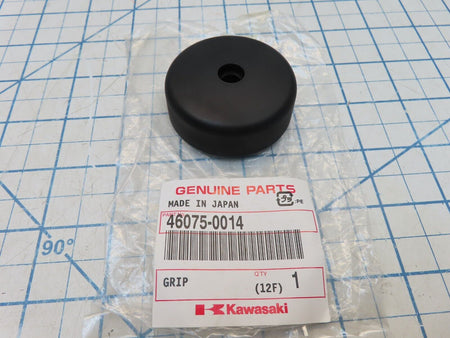 GENUINE PARTS
MADE IN JAPAN
46075-0014
GRIP
QTY
(12F) 1
Kawasaki
90°